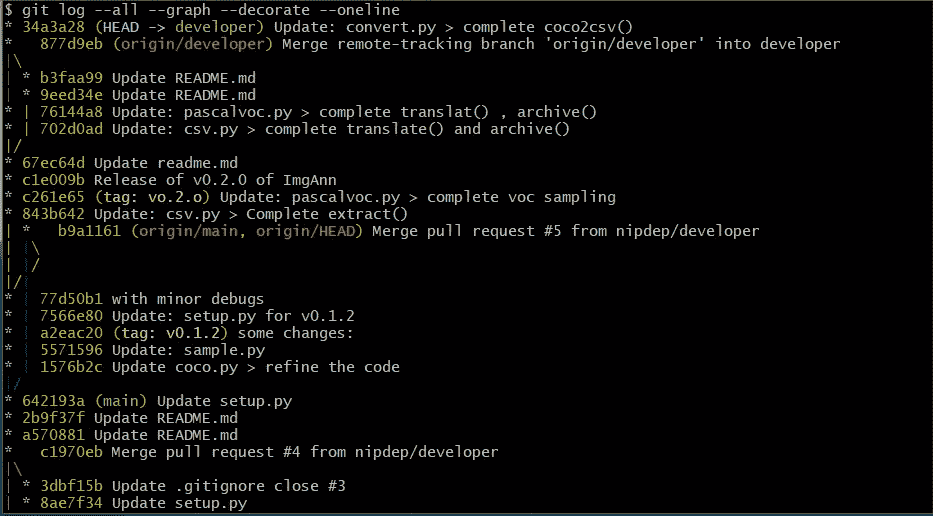 $ git log --all --graph --decorate --oneline
* 34a3a28 (HEAD -> developer) Update: convert.py > complete coco2csv()
*   877d9eb (origin/developer) Merge remote-tracking branch 'origin/developer' into developer
|\
| * b3faa99 Update README.md
| * 9eed34e Update README.md
* | 76144a8 Update: pascalvoc.py > complete translat() , archive()
* | 702d0ad Update: csv.py > complete translate() and archive()
|/
* 67ec64d Update readme.md
* c1e009b Release of v0.2.0 of ImgAnn
* c261e65 (tag: vo.2.o) Update: pascalvoc.py > complete voc sampling
* 843b642 Update: csv.py > Complete extract()
| *   b9a1161 (origin/main, origin/HEAD) Merge pull request #5 from nipdep/developer
| |\
| |/
|/|
* | 77d50b1 with minor debugs
* | 7566e80 Update: setup.py for v0.1.2
* | a2eac20 (tag: v0.1.2) some changes:
* | 5571596 Update: sample.py
* | 1576b2c Update coco.py > refine the code
|/
* 642193a (main) Update setup.py
* 2b9f37f Update README.md
* a570881 Update README.md
*   c1970eb Merge pull request #4 from nipdep/developer
|\
| * 3dbf15b Update .gitignore close #3
| * 8ae7f34 Update setup.py